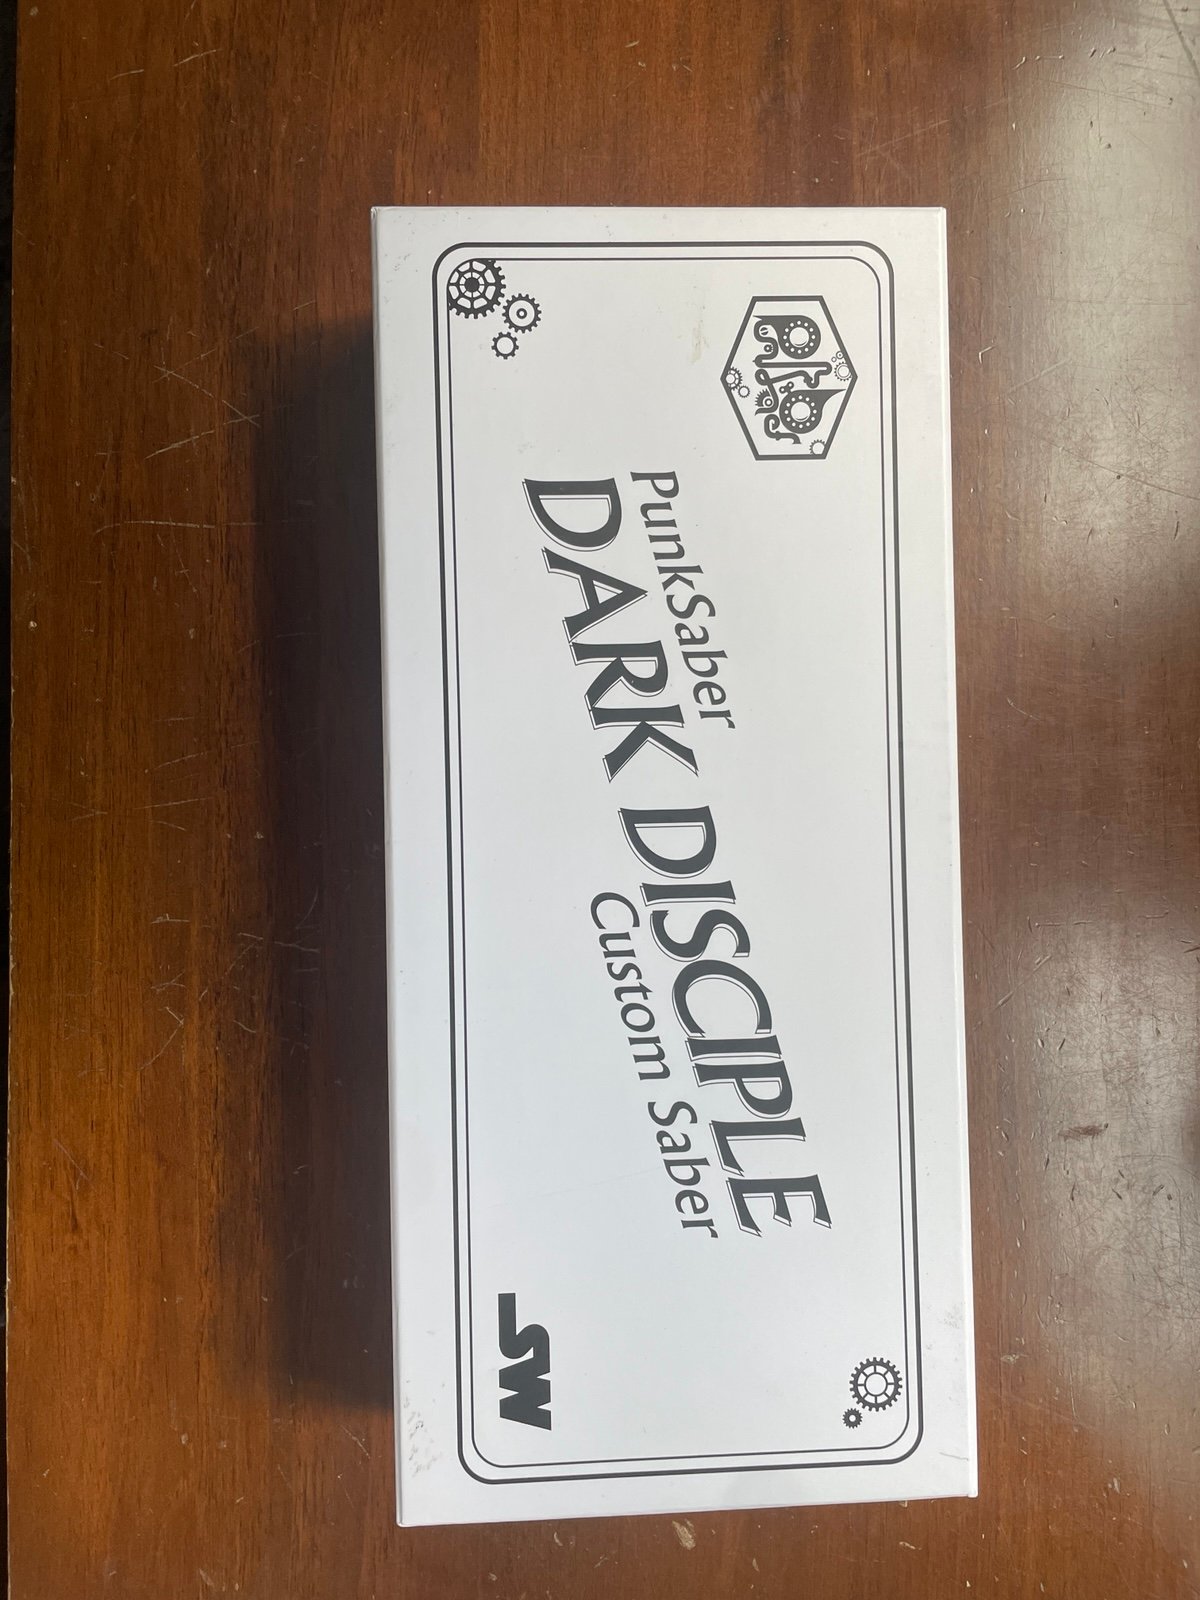 PunkSaber
DARK DISCIPLE
Custom Saber
SW